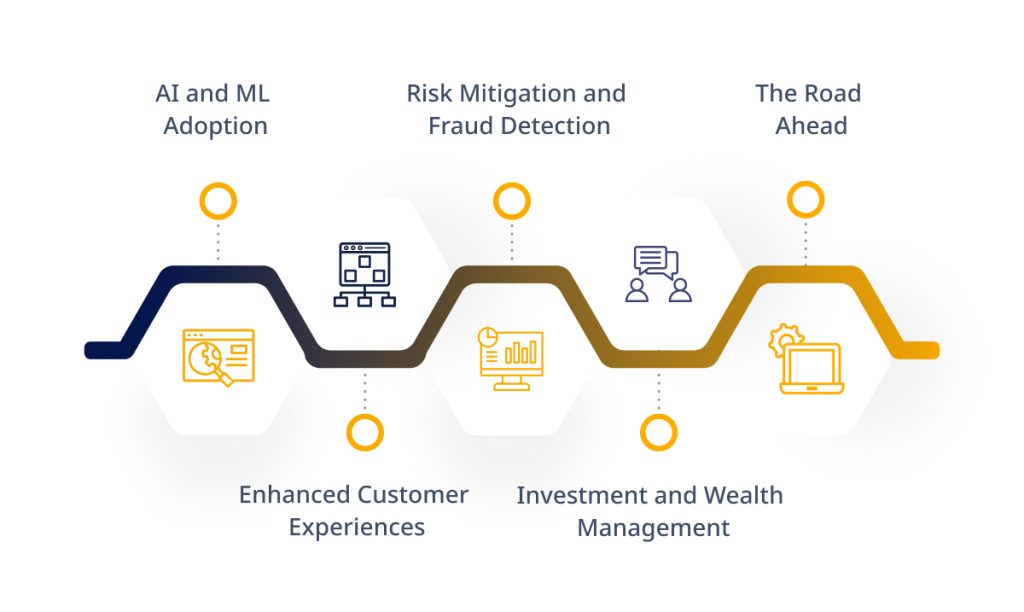 AI and ML
Adoption
Risk Mitigation and
Fraud Detection
The Road
Ahead
Enhanced Customer
Experiences
Investment and Wealth
Management